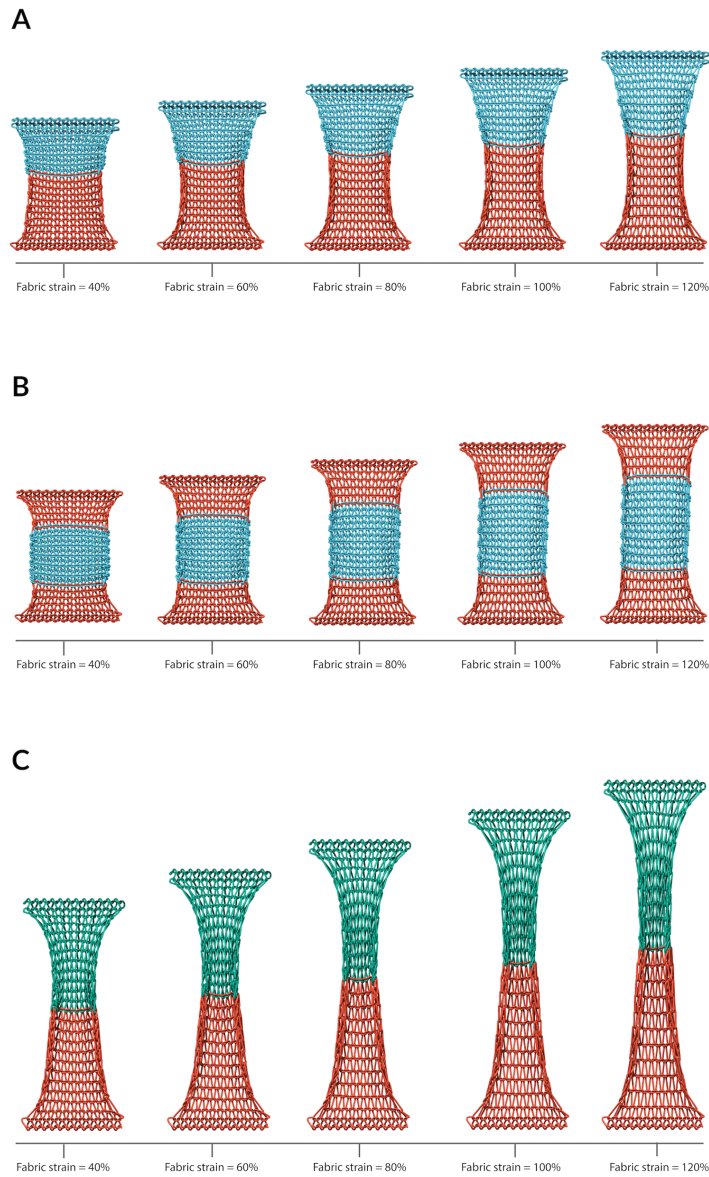 A
Fabric strain = 40% Fabric strain = 60% Fabric strain = 80% Fabric strain = 100% Fabric strain = 120%
B
Fabric strain = 40% Fabric strain = 60% Fabric strain = 80% Fabric strain = 100% Fabric strain = 120%
C
Fabric strain = 40% Fabric strain = 60% Fabric strain = 80% Fabric strain = 100% Fabric strain = 120%